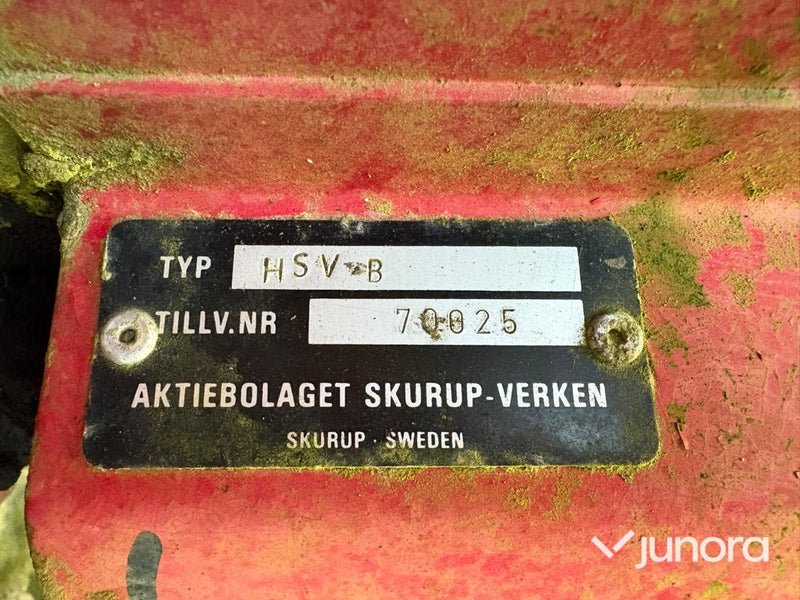 TYP HSV-B
TILLV.NR 70025
AKTIEBOLAGET SKURUP-VERKEN
SKURUP · SWEDEN
junora